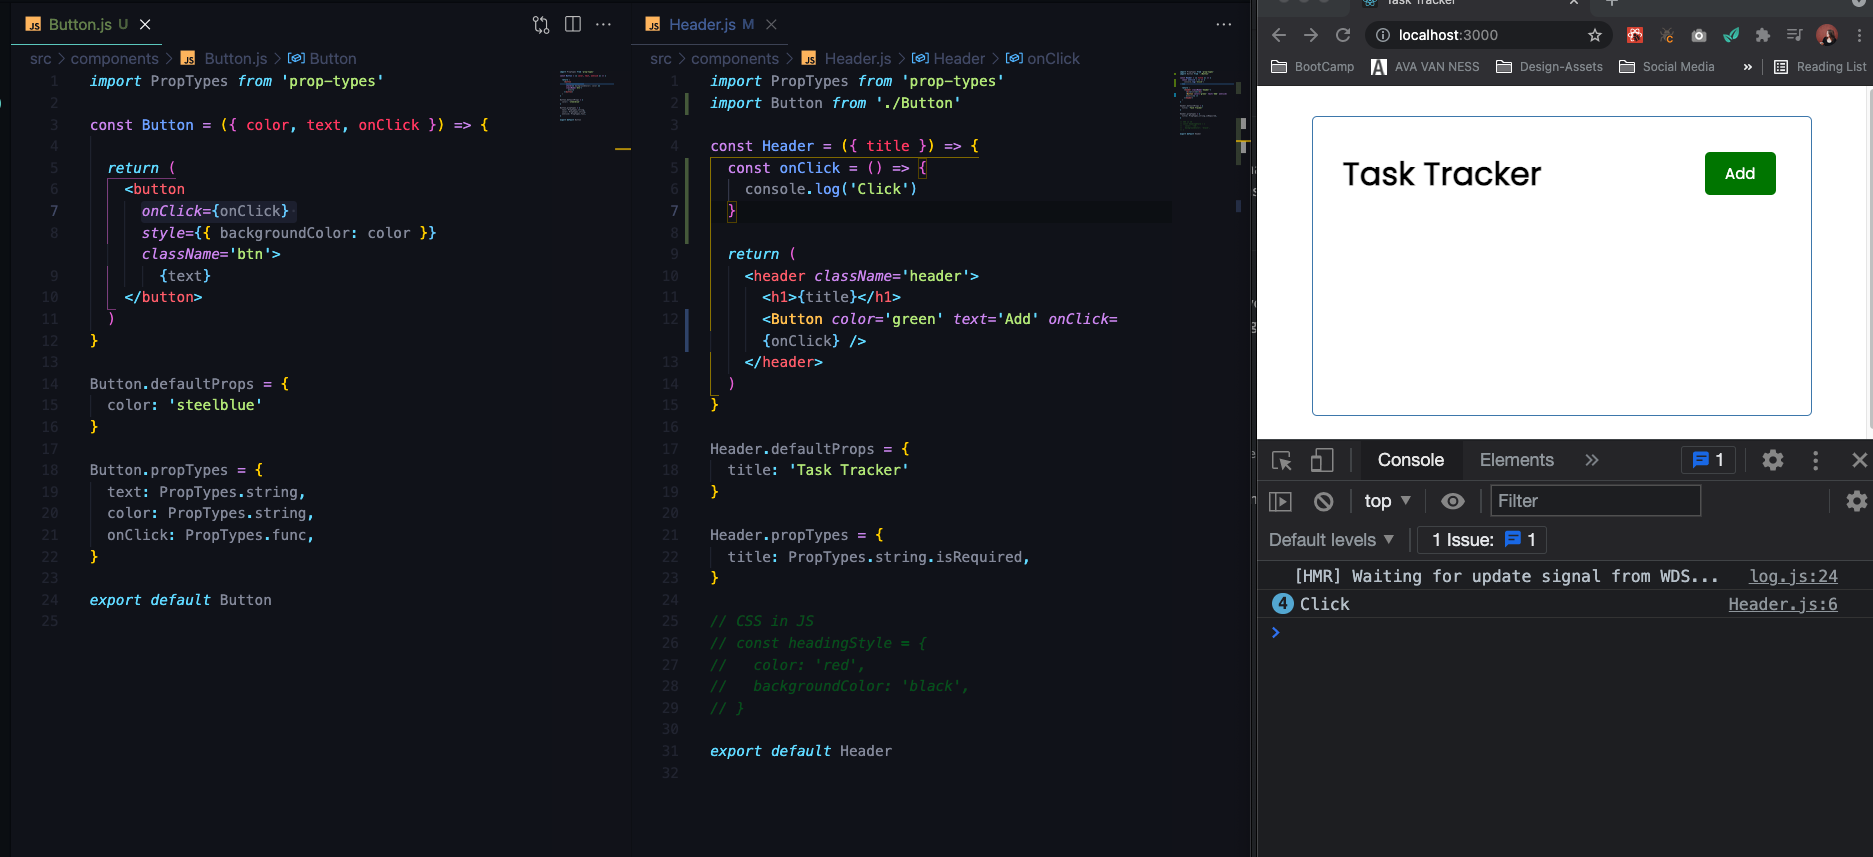 Button.js U
src > components > Button.js > Button
1 import PropTypes from 'prop-types'
2
3 const Button = ({ color, text, onClick }) => {
4
5 return (
6 <button
7 onClick={onClick}
8 style={{ backgroundColor: color }}
className='btn'>
9 {text}
10 </button>
11 )
12 }
13
14 Button.defaultProps = {
15 color: 'steelblue'
16 }
17
18 Button.propTypes = {
19 text: PropTypes.string,
20 color: PropTypes.string,
21 onClick: PropTypes.func,
22 }
23
24 export default Button
25
Header.js M
src > components > Header.js > Header > onClick
1 import PropTypes from 'prop-types'
2 import Button from './Button'
3
4 const Header = ({ title }) => {
5 const onClick = () => {
6 console.log('Click')
7 }
8
9 return (
10 <header className='header'>
11 <h1>{title}</h1>
12 <Button color='green' text='Add' onClick=
{onClick} />
13 </header>
14 )
15 }
16
17 Header.defaultProps = {
18 title: 'Task Tracker'
19 }
20
21 Header.propTypes = {
22 title: PropTypes.string.isRequired,
23 }
24
25 // CSS in JS
26 // const headingStyle = {
27 // color: 'red',
28 // backgroundColor: 'black',
29 // }
30
31 export default Header
32
Task Tracker
localhost:3000
BootCamp AVA VAN NESS Design-Assets Social Media » Reading List
Task Tracker
Add
Console Elements » 1
top Filter
Default levels 1 Issue: 1
[HMR] Waiting for update signal from WDS... log.js:24
4 Click Header.js:6